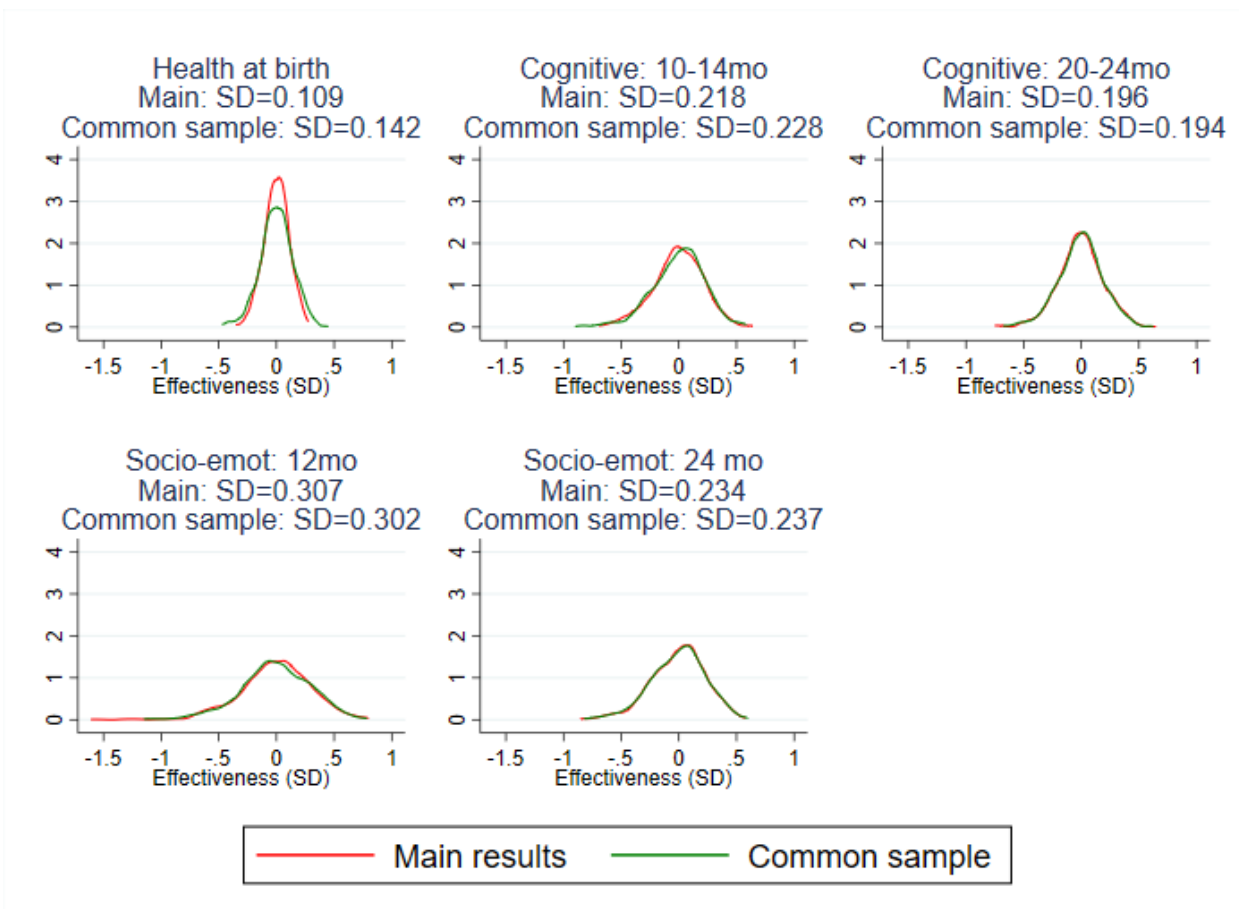 Health at birth
Main: SD=0.109
Common sample: SD=0.142
4
3
2
1
0
-1.5 -1 -.5 0 .5 1
Effectiveness (SD)
Cognitive: 10-14mo
Main: SD=0.218
Common sample: SD=0.228
4
3
2
1
0
-1.5 -1 -.5 0 .5 1
Effectiveness (SD)
Cognitive: 20-24mo
Main: SD=0.196
Common sample: SD=0.194
4
3
2
1
0
-1.5 -1 -.5 0 .5 1
Effectiveness (SD)
Socio-emot: 12mo
Main: SD=0.307
Common sample: SD=0.302
4
3
2
1
0
-1.5 -1 -.5 0 .5 1
Effectiveness (SD)
Socio-emot: 24 mo
Main: SD=0.234
Common sample: SD=0.237
4
3
2
1
0
-1.5 -1 -.5 0 .5 1
Effectiveness (SD)
Main results Common sample